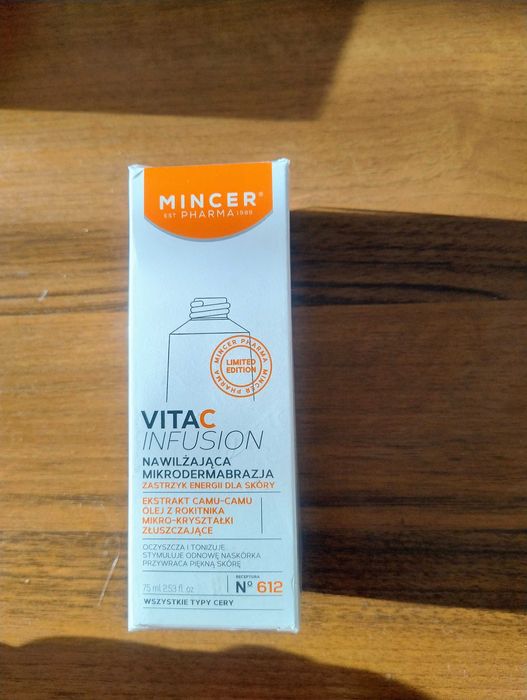 MINCER®
EST PHARMA 1989
MINCER PHARMA MINCER PHARMA
LIMITED
EDITION
VITAC
INFUSION
NAWILŻAJĄCA
MIKRODERMABRAZJA
ZASTRZYK ENERGII DLA SKÓRY
EKSTRAKT CAMU-CAMU
OLEJ Z ROKITNIKA
MIKRO-KRYSZTAŁKI
ZŁUSZCZAJĄCE
OCZYSZCZA I TONIZUJE
STYMULUJE ODNOWĘ NASKÓRKA
PRZYWRACA PIĘKNĄ SKÓRĘ
75 ml 2.53 fl. oz
RECEPTURA
N° 612
WSZYSTKIE TYPY CERY